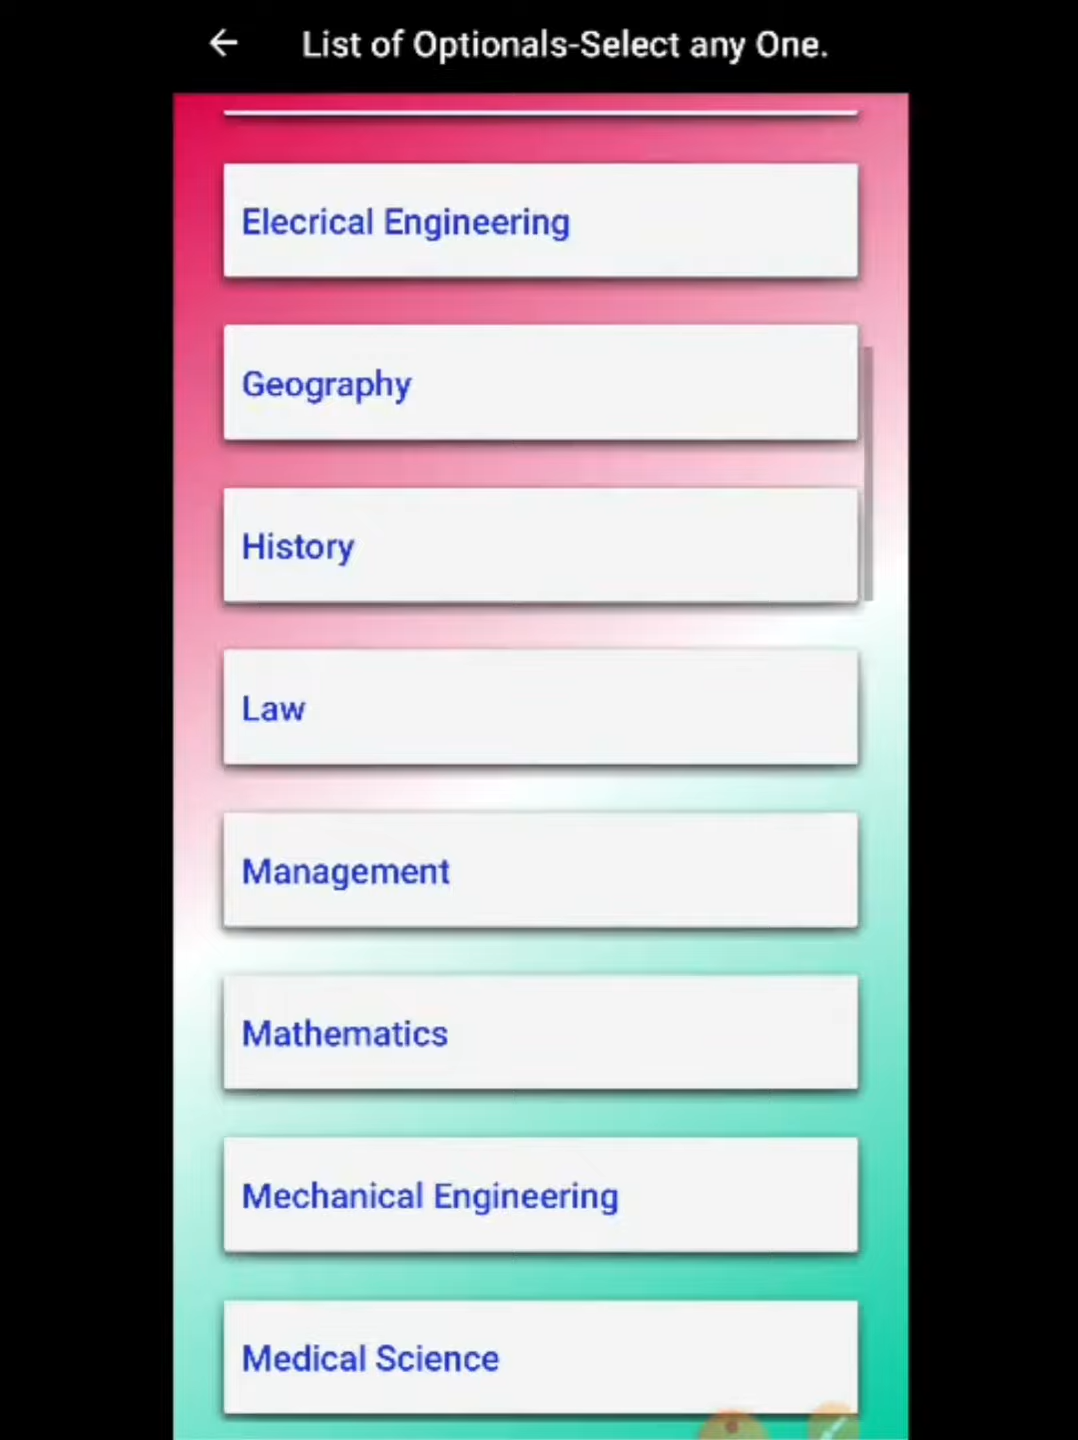 List of Optionals-Select any One.
Elecrical Engineering
Geography
History
Law
Management
Mathematics
Mechanical Engineering
Medical Science